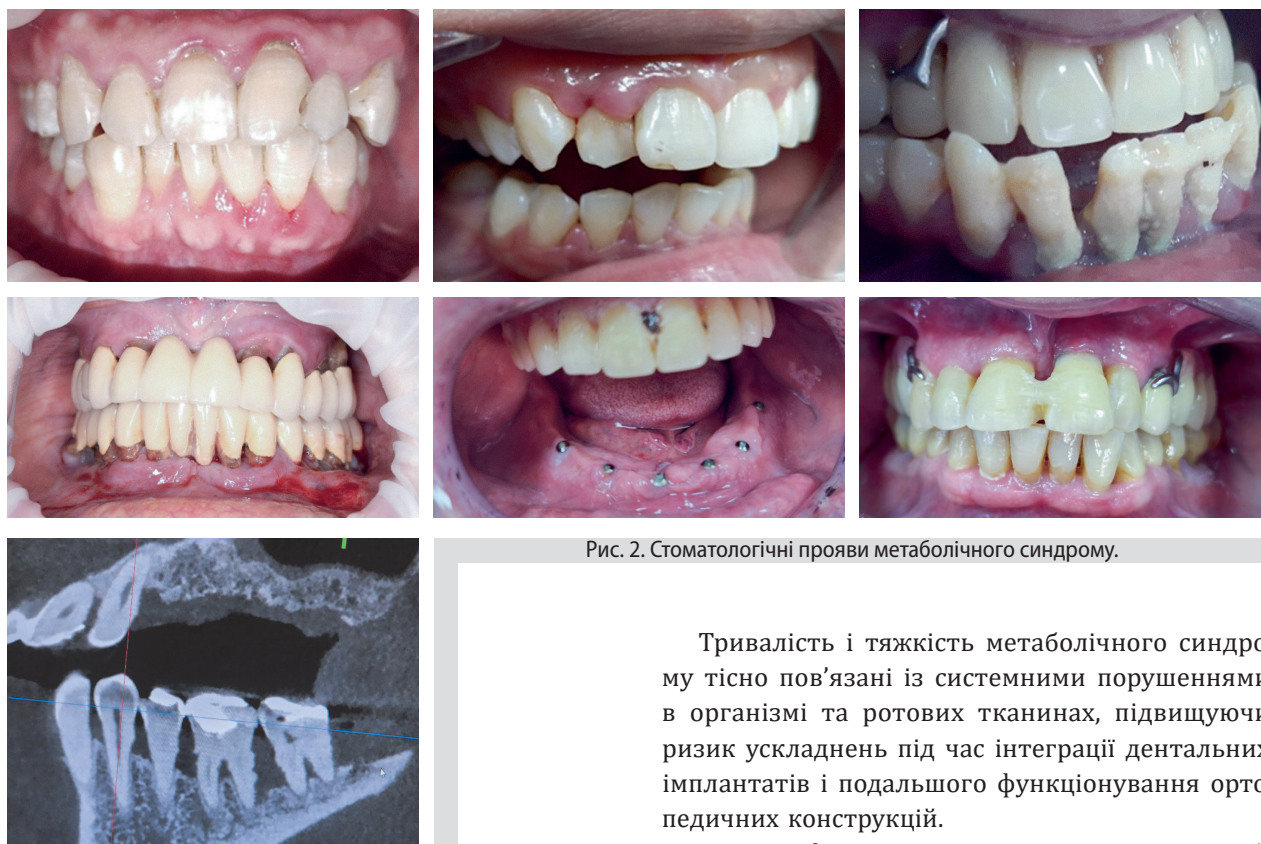 Рис. 2. Стоматологічні прояви метаболічного синдрому.
Тривалість і тяжкість метаболічного синдро
му тісно пов’язані із системними порушеннями
в організмі та ротових тканинах, підвищуючи
ризик ускладнень під час інтеграції дентальних
імплантатів і подальшого функціонування орто
педичних конструкцій.